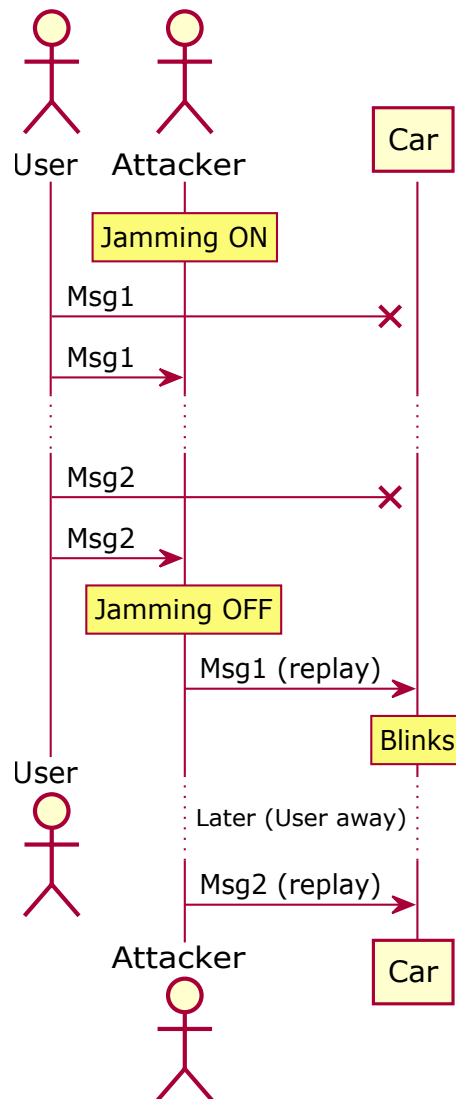 User
Attacker
Car
Jamming ON
Msg1
Msg1
Msg2
Msg2
Jamming OFF
Msg1 (replay)
Blinks
User
Later (User away)
Msg2 (replay)
Attacker
Car